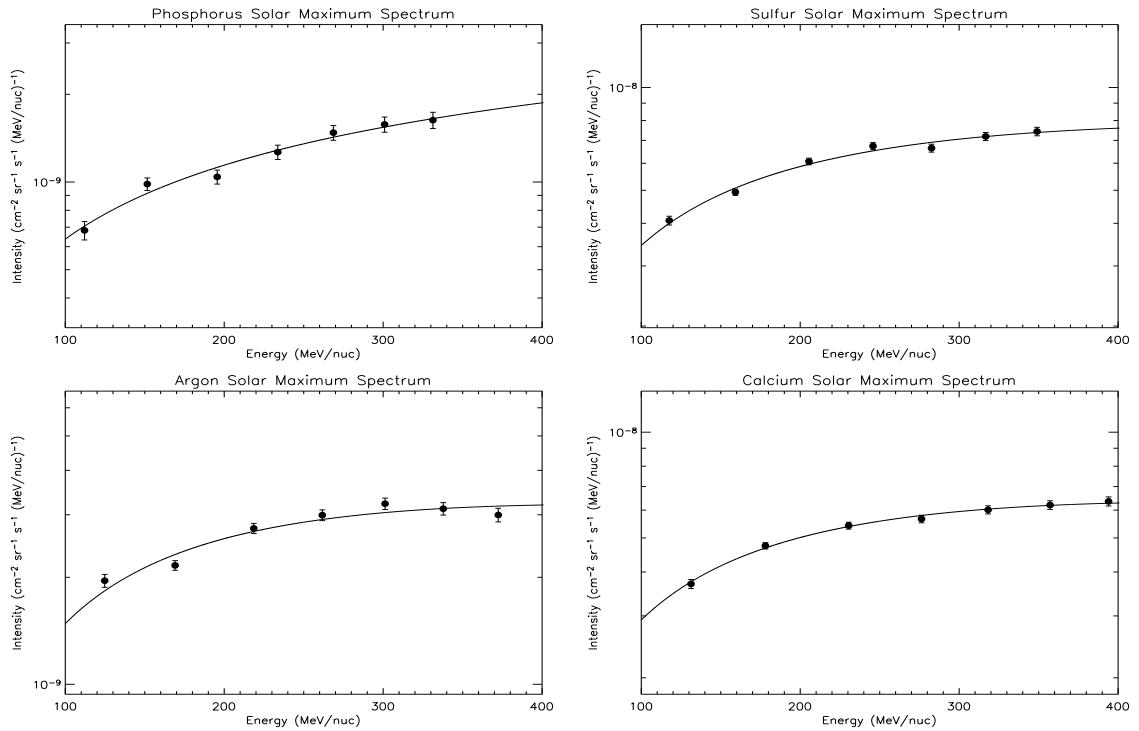 Phosphorus Solar Maximum Spectrum
Intensity (cm⁻² sr⁻¹ s⁻¹ (MeV/nuc)⁻¹)
10⁻⁹
100 200 300 400
Energy (MeV/nuc)
Sulfur Solar Maximum Spectrum
Intensity (cm⁻² sr⁻¹ s⁻¹ (MeV/nuc)⁻¹)
10⁻⁸
100 200 300 400
Energy (MeV/nuc)
Argon Solar Maximum Spectrum
Intensity (cm⁻² sr⁻¹ s⁻¹ (MeV/nuc)⁻¹)
10⁻⁹
100 200 300 400
Energy (MeV/nuc)
Calcium Solar Maximum Spectrum
Intensity (cm⁻² sr⁻¹ s⁻¹ (MeV/nuc)⁻¹)
10⁻⁸
100 200 300 400
Energy (MeV/nuc)